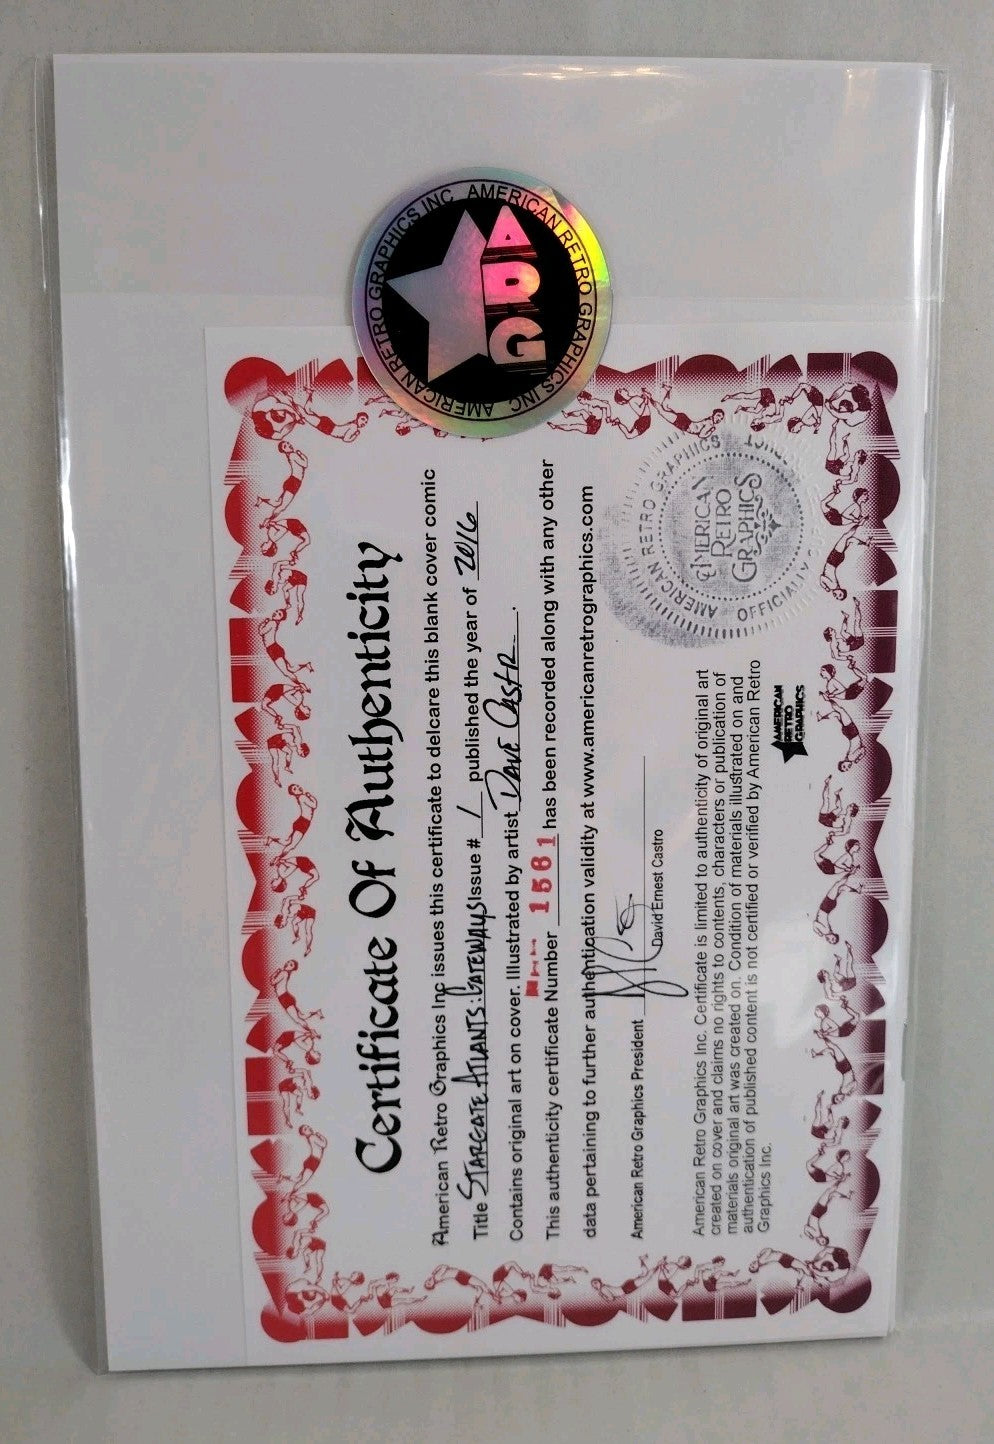 AMERICAN RETRO GRAPHICS INC AMERICAN RETRO GRAPHICS INC
ARG
Certificate Of Authenticity
American Retro Graphics Inc issues this certificate to delcare this blank cover comic
Title STARGATE ATLANTS: GATEWAYS Issue # 1 published the year of 2016
Contains original art on cover. Illustrated by artist DAVE CASTR.
This authenticity certificate Number 1561 has been recorded along with any other
data pertaining to further authentication validity at www.americanretrographics.com
American Retro Graphics President
David Ernest Castro
American Retro Graphics Inc. Certificate is limited to authenticity of original art
created on cover and claims no rights to contents, characters or publication of
materials original art was created on. Condition of materials illustrated on and
authentication of published content is not certified or verified by American Retro
Graphics Inc.
AMERICAN
RETRO
GRAPHICS
AMERICAN RETRO GRAPHICS
AMERICAN
RETRO
GRAPHICS